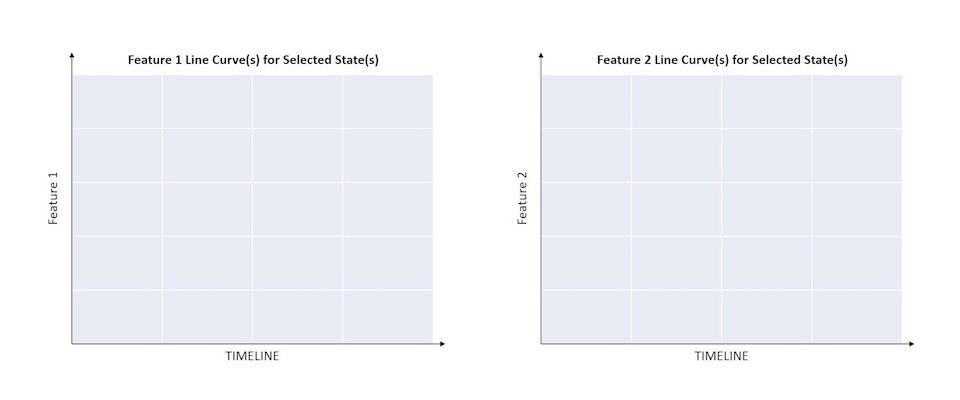 Feature 1 Line Curve(s) for Selected State(s)
Feature 1
TIMELINE
Feature 2 Line Curve(s) for Selected State(s)
Feature 2
TIMELINE